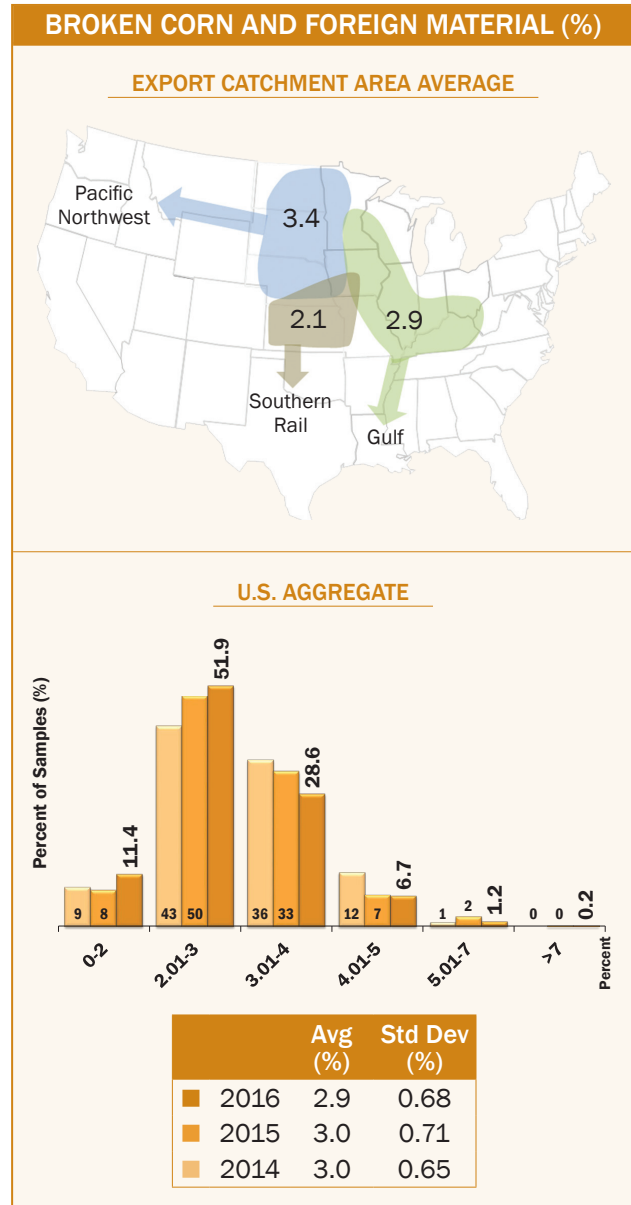 BROKEN CORN AND FOREIGN MATERIAL (%)
EXPORT CATCHMENT AREA AVERAGE
Pacific
Northwest
3.4
2.1
2.9
Southern
Rail
Gulf
U.S. AGGREGATE
Percent of Samples (%)
9 8 11.4
43 50 51.9
36 33 28.6
12 7 6.7
1 2 1.2
0 0 0.2
0-2 2.01-3 3.01-4 4.01-5 5.01-7 >7 Percent
Avg Std Dev
(%) (%)
2016 2.9 0.68
2015 3.0 0.71
2014 3.0 0.65